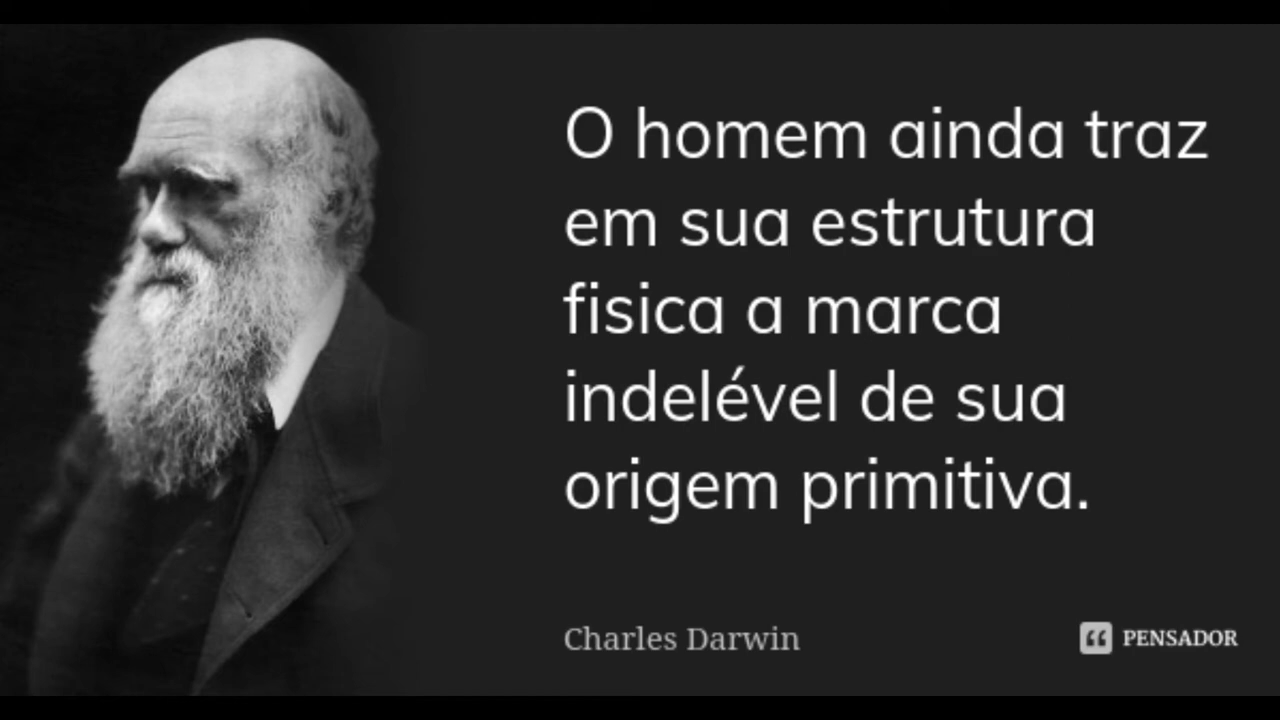 O homem ainda traz
em sua estrutura
fisica a marca
indelével de sua
origem primitiva.
Charles Darwin
PENSADOR